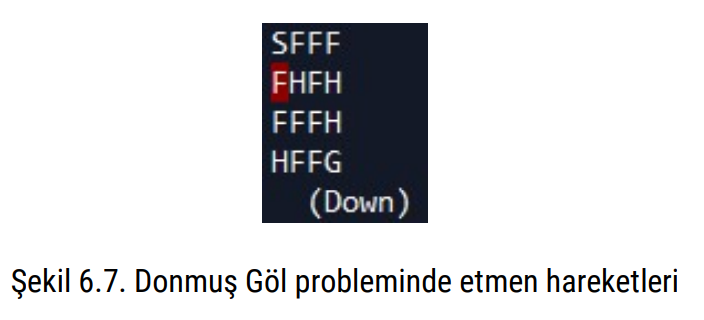 SFFF
FHFH
FFFH
HFFG
(Down)
Şekil 6.7. Donmuş Göl probleminde etmen hareketleri